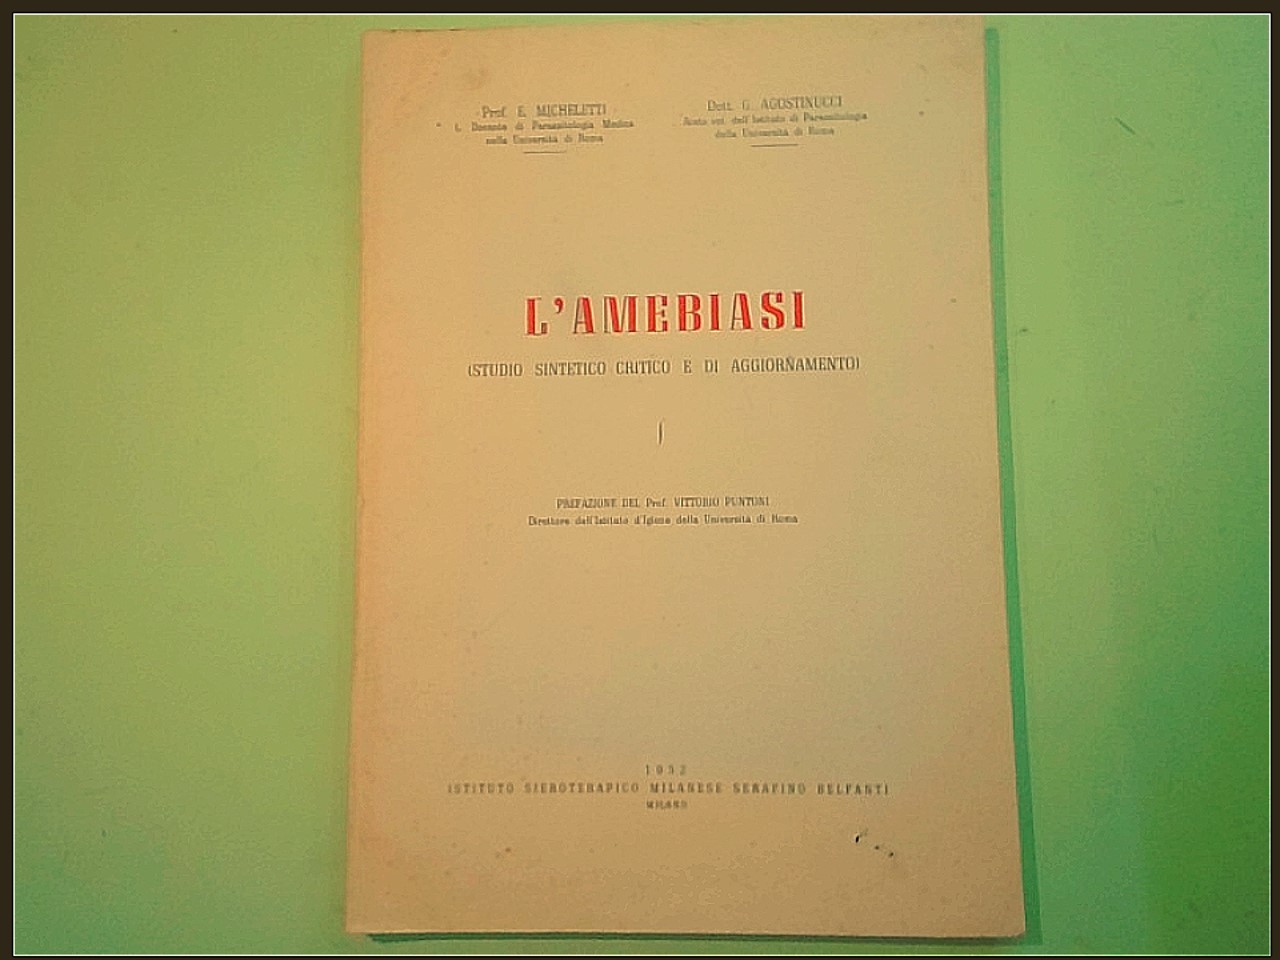 Prof. E. MICHELETTI
L. Docente di Parassitologia Medica
nella Università di Roma
Dott. G. AGOSTINUCCI
Aiuto vol. dell'Istituto di Parassitologia
della Università di Roma
L'AMEBIASI
(STUDIO SINTETICO CRITICO E DI AGGIORNAMENTO)
PREFAZIONE DEL Prof. VITTORIO PUNTONI
Direttore dell'Istituto d'Igiene della Università di Roma
1952
ISTITUTO SIEROTERAPICO MILANESE SERAFINO BELFANTI
MILANO